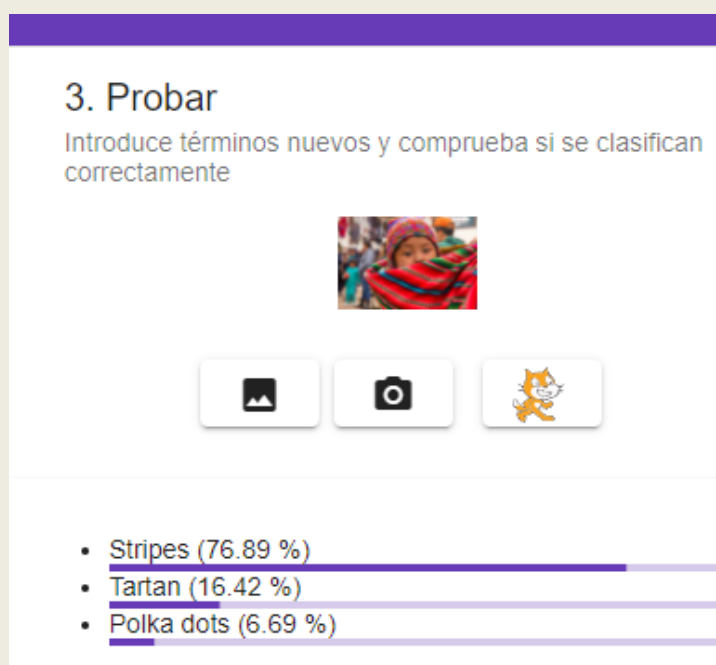 3. Probar
Introduce términos nuevos y comprueba si se clasifican
correctamente
Stripes (76.89 %)
Tartan (16.42 %)
Polka dots (6.69 %)